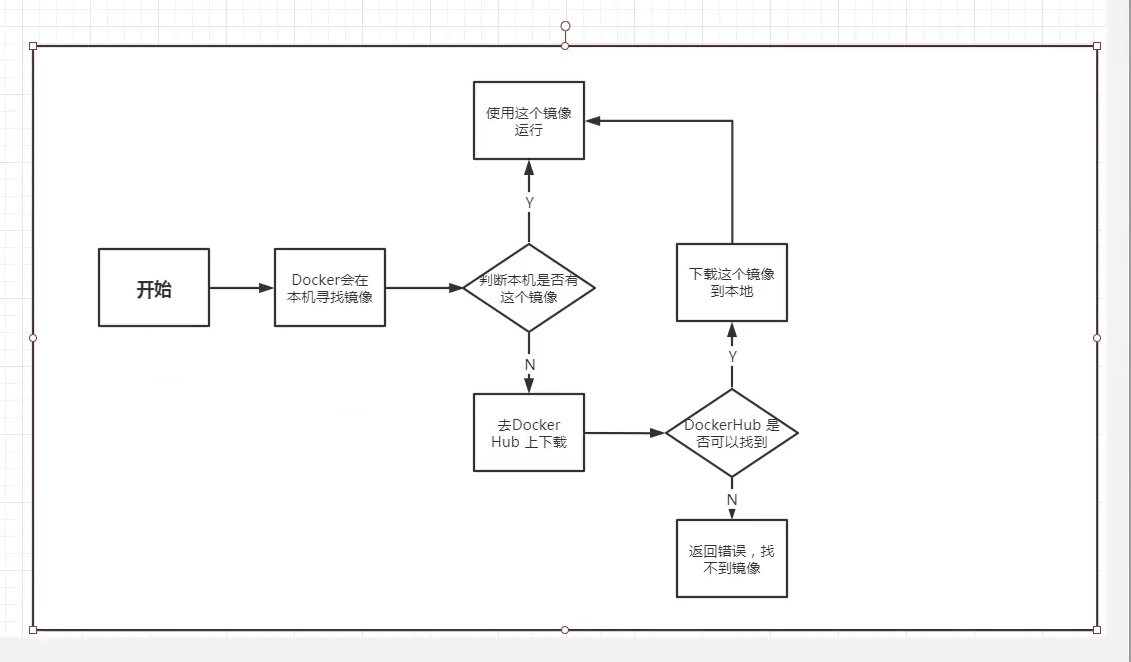 使用这个镜像
运行
Y
开始
Docker会在
本机寻找镜像
判断本机是否有
这个镜像
下载这个镜像
到本地
N
Y
去Docker
Hub 上下载
DockerHub 是
否可以找到
N
返回错误，找
不到镜像